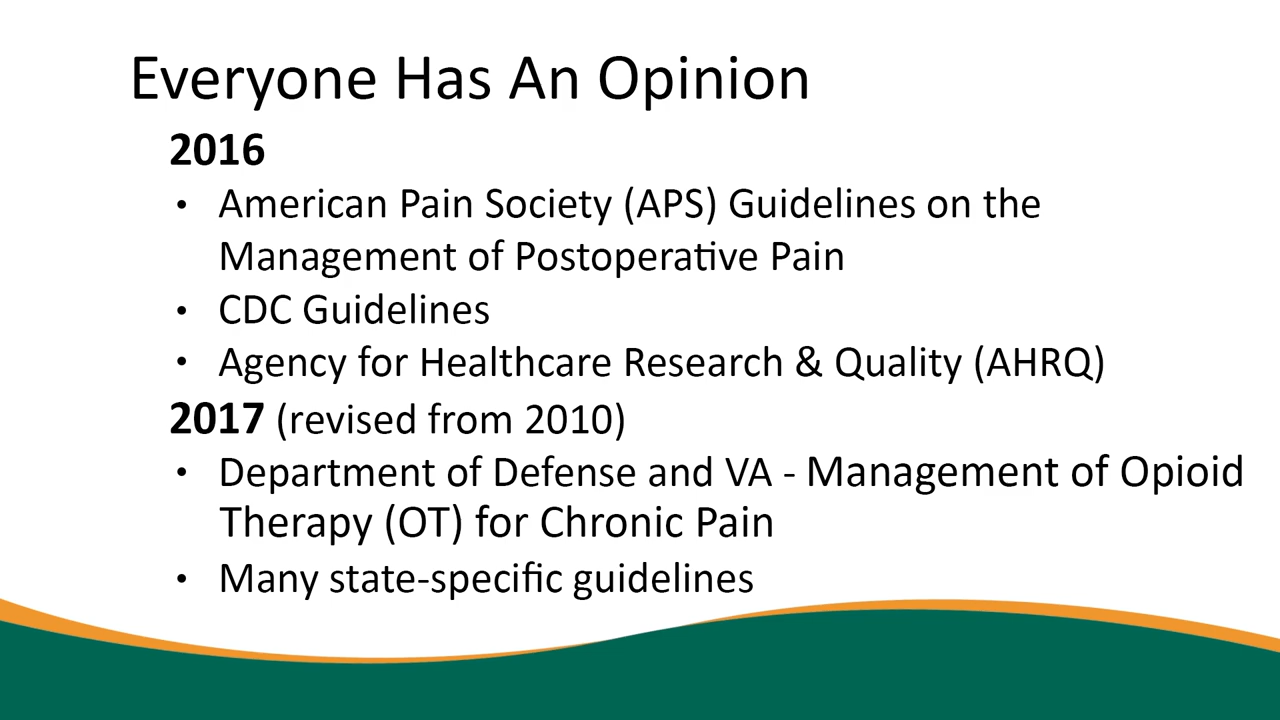 Everyone Has An Opinion
2016
• American Pain Society (APS) Guidelines on the
Management of Postoperative Pain
• CDC Guidelines
• Agency for Healthcare Research & Quality (AHRQ)
2017 (revised from 2010)
• Department of Defense and VA - Management of Opioid
Therapy (OT) for Chronic Pain
• Many state-specific guidelines